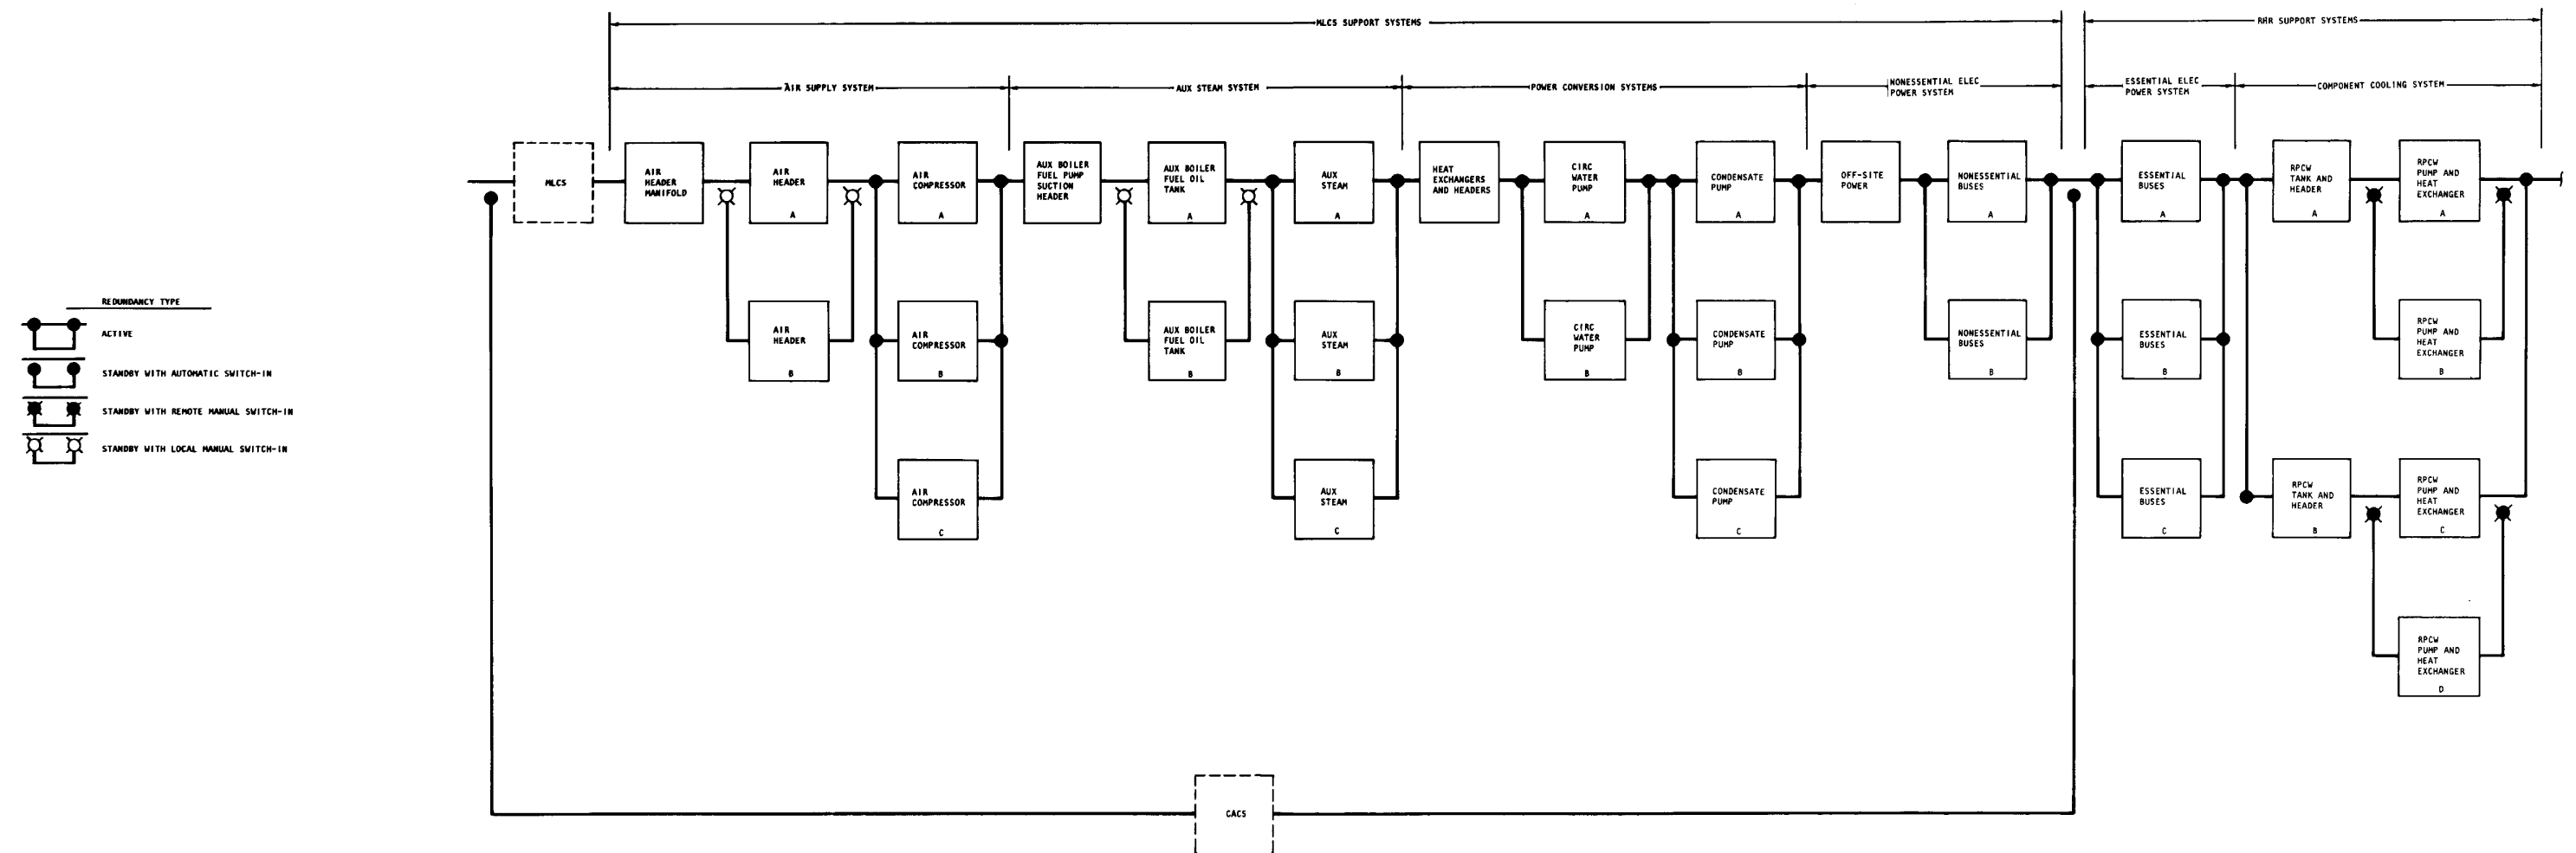 MLCS SUPPORT SYSTEMS
RHR SUPPORT SYSTEMS
AIR SUPPLY SYSTEM
AUX STEAM SYSTEM
POWER CONVERSION SYSTEMS
NONESSENTIAL ELEC
POWER SYSTEM
ESSENTIAL ELEC
POWER SYSTEM
COMPONENT COOLING SYSTEM
MLCS
AIR
HEADER
MANIFOLD
AIR
HEADER
A
AIR
COMPRESSOR
A
AUX BOILER
FUEL PUMP
SUCTION
HEADER
AUX BOILER
FUEL OIL
TANK
A
AUX
STEAM
A
HEAT
EXCHANGERS
AND HEADERS
CIRC
WATER
PUMP
A
CONDENSATE
PUMP
A
OFF-SITE
POWER
NONESSENTIAL
BUSES
A
ESSENTIAL
BUSES
A
RPCW
TANK AND
HEADER
A
RPCW
PUMP AND
HEAT
EXCHANGER
A
REDUNDANCY TYPE
ACTIVE
STANDBY WITH AUTOMATIC SWITCH-IN
STANDBY WITH REMOTE MANUAL SWITCH-IN
STANDBY WITH LOCAL MANUAL SWITCH-IN
AIR
HEADER
B
AIR
COMPRESSOR
B
AUX BOILER
FUEL OIL
TANK
B
AUX
STEAM
B
CIRC
WATER
PUMP
B
CONDENSATE
PUMP
B
NONESSENTIAL
BUSES
B
ESSENTIAL
BUSES
B
RPCW
PUMP AND
HEAT
EXCHANGER
B
AIR
COMPRESSOR
C
AUX
STEAM
C
CONDENSATE
PUMP
C
ESSENTIAL
BUSES
C
RPCW
TANK AND
HEADER
B
RPCW
PUMP AND
HEAT
EXCHANGER
C
RPCW
PUMP AND
HEAT
EXCHANGER
D
CACS